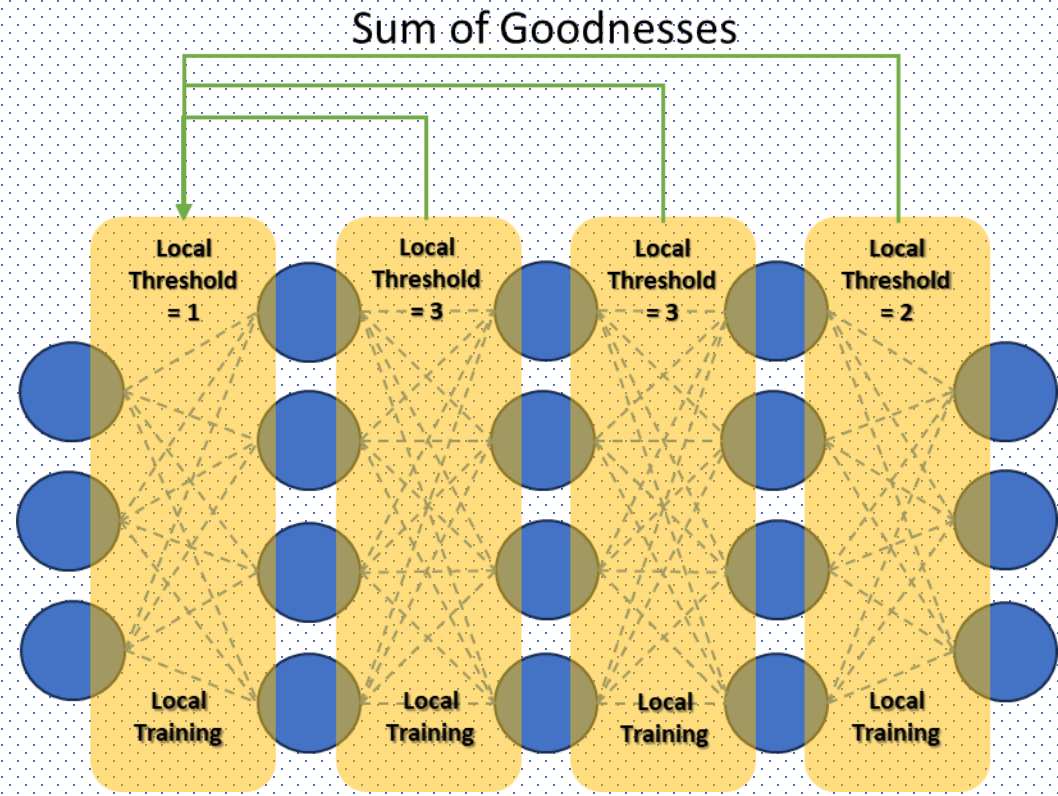 Sum of Goodnesses
Local
Threshold
= 1
Local
Threshold
= 3
Local
Threshold
= 3
Local
Threshold
= 2
Local
Training
Local
Training
Local
Training
Local
Training